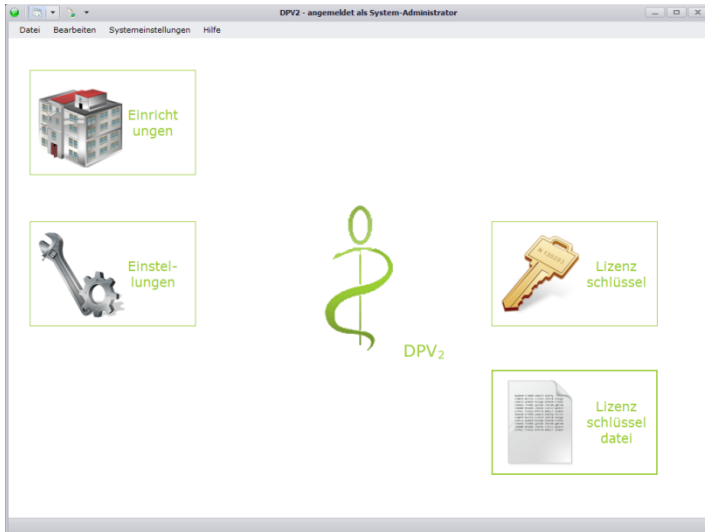 DPV2 - angemeldet als System-Administrator
Datei Bearbeiten Systemeinstellungen Hilfe
Einricht
ungen
Einstel-
lungen
Lizenz
schlüssel
DPV₂
Lizenz
schlüssel
datei